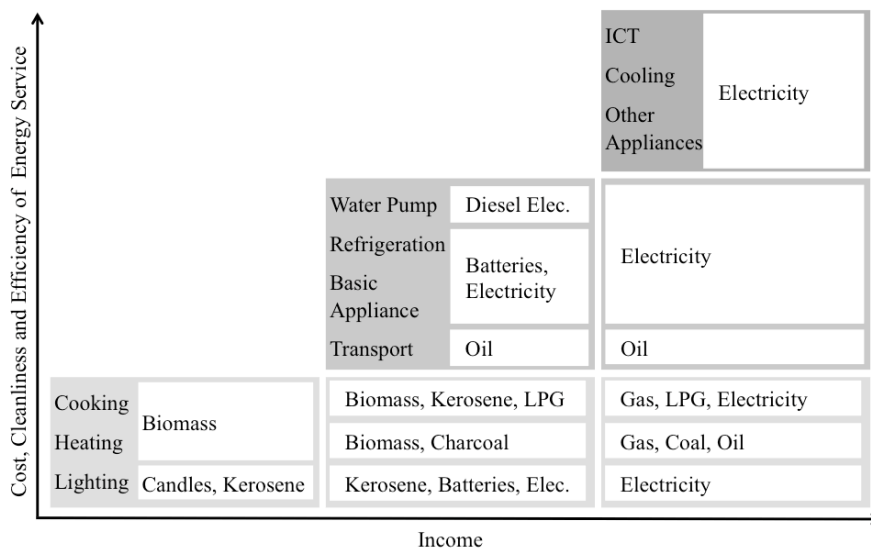 Cost, Cleanliness and Efficiency of Energy Service
ICT
Cooling
Other
Appliances
Electricity
Water Pump
Diesel Elec.
Refrigeration
Basic
Appliance
Batteries,
Electricity
Transport
Oil
Electricity
Oil
Cooking
Heating
Biomass
Lighting
Candles, Kerosene
Biomass, Kerosene, LPG
Biomass, Charcoal
Kerosene, Batteries, Elec.
Gas, LPG, Electricity
Gas, Coal, Oil
Electricity
Income